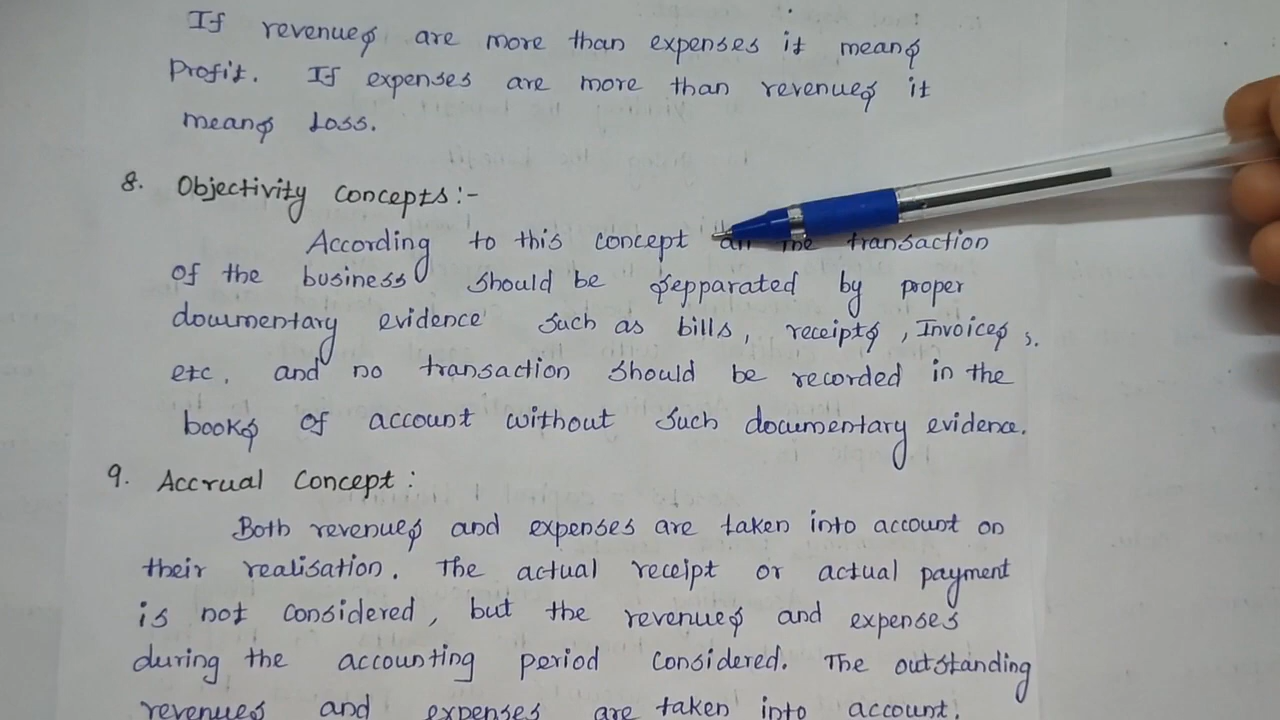 If revenues are more than expenses it means
Profit. If expenses are more than revenues it
means Loss.
8. Objectivity concepts:-
According to this concept all the transaction
of the business should be sepparated by proper
documentary evidence such as bills, receipts, Invoices s.
etc. and no transaction should be recorded in the
books of account without such documentary evidence.
9. Accrual Concept:
Both revenues and expenses are taken into account on
their realisation. The actual receipt or actual payment
is not considered, but the revenues and expenses
during the accounting period considered. The outstanding
revenues and expenses are taken into account.